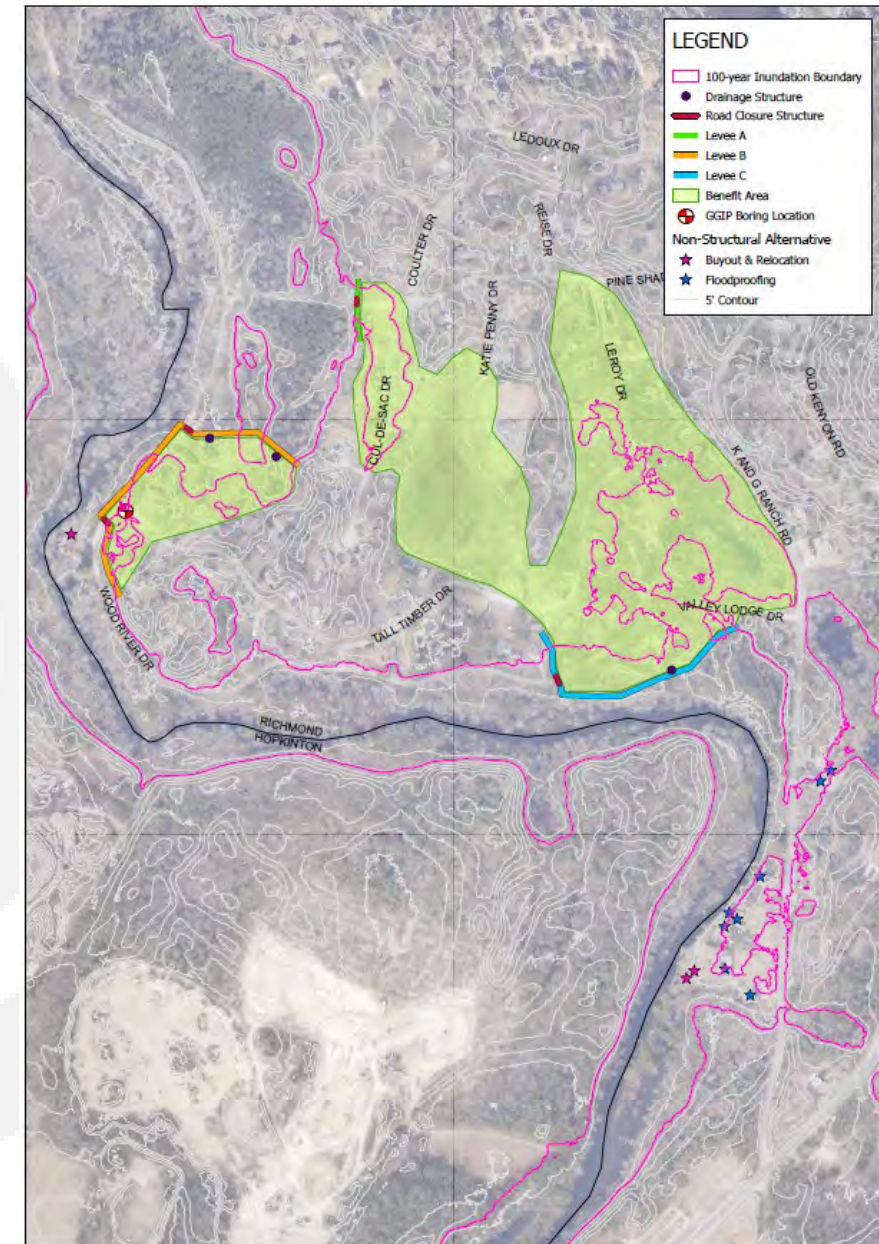 LEGEND
100-year Inundation Boundary
Drainage Structure
Road Closure Structure
Levee A
Levee B
Levee C
Benefit Area
GGIP Boring Location
Non-Structural Alternative
Buyout & Relocation
Floodproofing
5' Contour
LEDOUX DR
REISE DR
COULTER DR
PINE SHA
KATIE PENNY DR
LEROY DR
OLD KENYON RD
CUL-DE-SAC DR
K AND G RANCH RD
VALLEY LODGE DR
WOOD RIVER DR
TALL TIMBER DR
RICHMOND
HOPKINTON